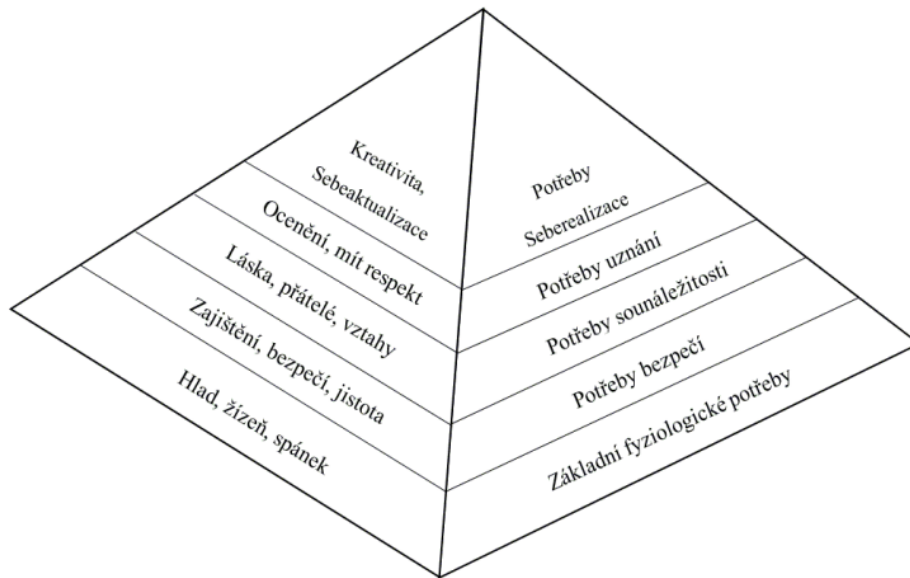 Kreativita,
Sebeaktualizace
Ocenění, mít respekt
Láska, přátelé, vztahy
Zajištění, bezpečí, jistota
Hlad, žízeň, spánek
Potřeby
Seberealizace
Potřeby uznání
Potřeby sounáležitosti
Potřeby bezpečí
Základní fyziologické potřeby